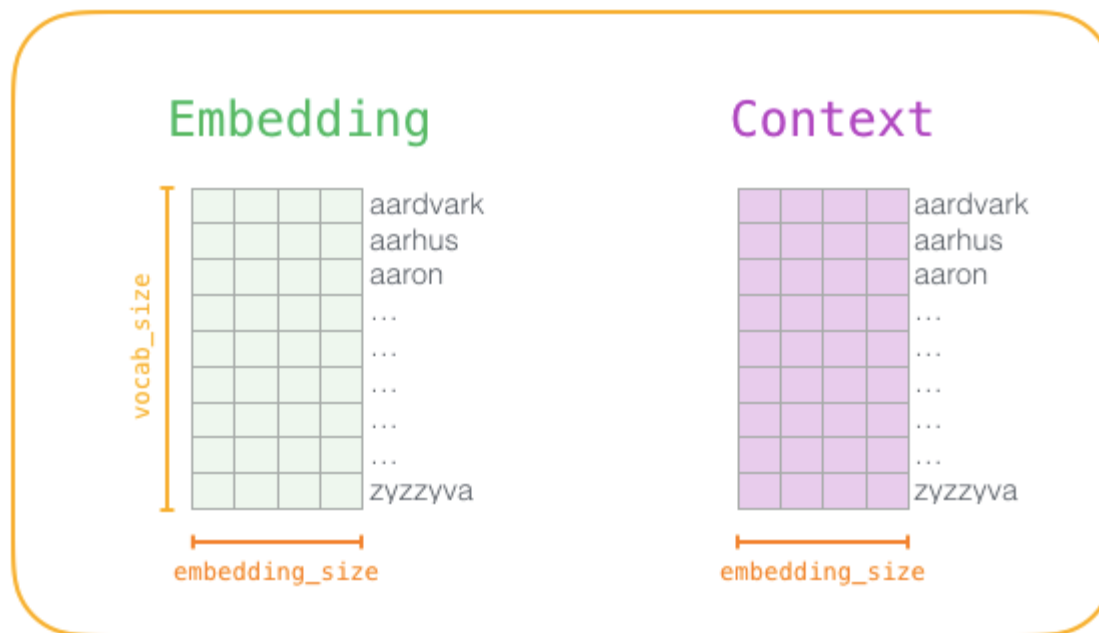 Embedding
Context
vocab_size
aardvark
aarhus
aaron
...
...
...
...
...
zyzzyva
embedding_size
aardvark
aarhus
aaron
...
...
...
...
...
zyzzyva
embedding_size